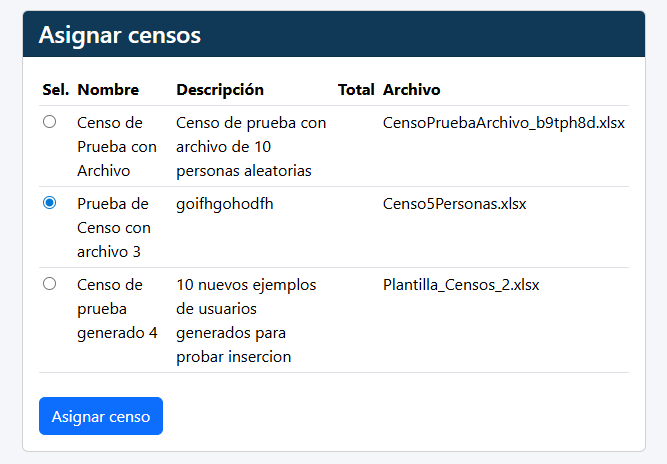 Asignar censos
Sel. Nombre Descripción Total Archivo
Censo de Censo de prueba con CensoPruebaArchivo_b9tph8d.xlsx
Prueba con archivo de 10
Archivo personas aleatorias
Prueba de goifhgohodfh Censo5Personas.xlsx
Censo con
archivo 3
Censo de 10 nuevos ejemplos Plantilla_Censos_2.xlsx
prueba de usuarios
generado 4 generados para
probar insercion
Asignar censo